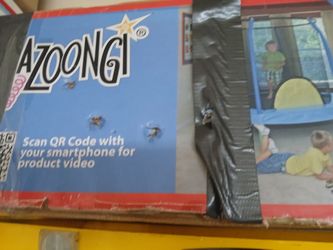 AZOONGI®
Scan QR Code with
your smartphone for
product video